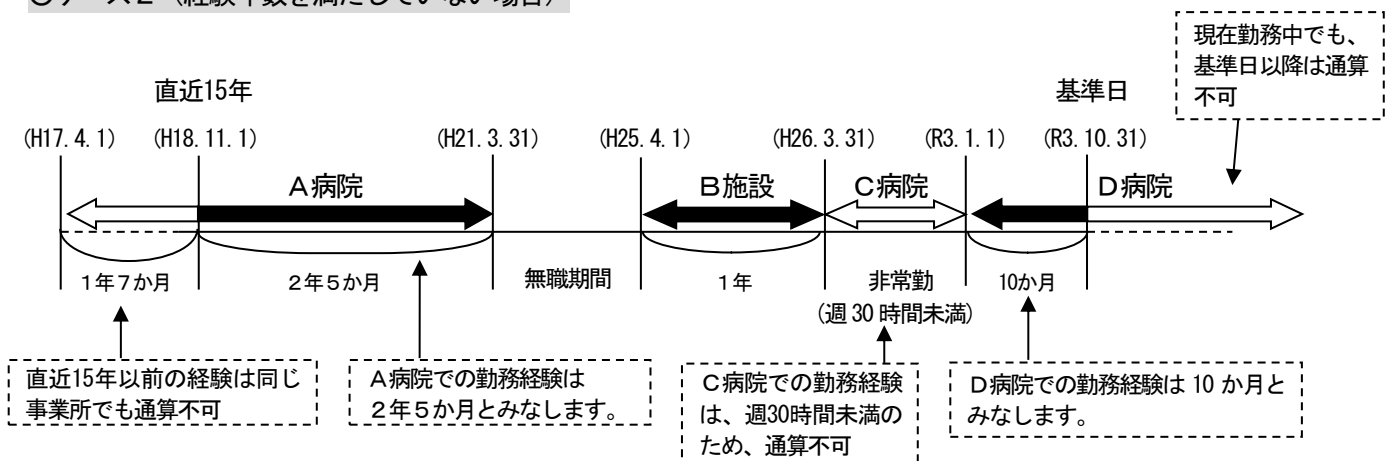 ○ケース２（経験年数を満たしていない場合）
現在勤務中でも、
基準日以降は通算
不可
直近15年
基準日
(H17.4.1)
(H18.11.1)
(H21.3.31)
(H25.4.1)
(H26.3.31)
(R3.1.1)
(R3.10.31)
Ａ病院
Ｂ施設
Ｃ病院
Ｄ病院
１年７か月
２年５か月
無職期間
１年
非常勤
(週30時間未満)
10か月
直近15年以前の経験は同じ
事業所でも通算不可
Ａ病院での勤務経験は
２年５か月とみなします。
Ｃ病院での勤務経験
は、週30時間未満の
ため、通算不可
Ｄ病院での勤務経験は 10 か月と
みなします。